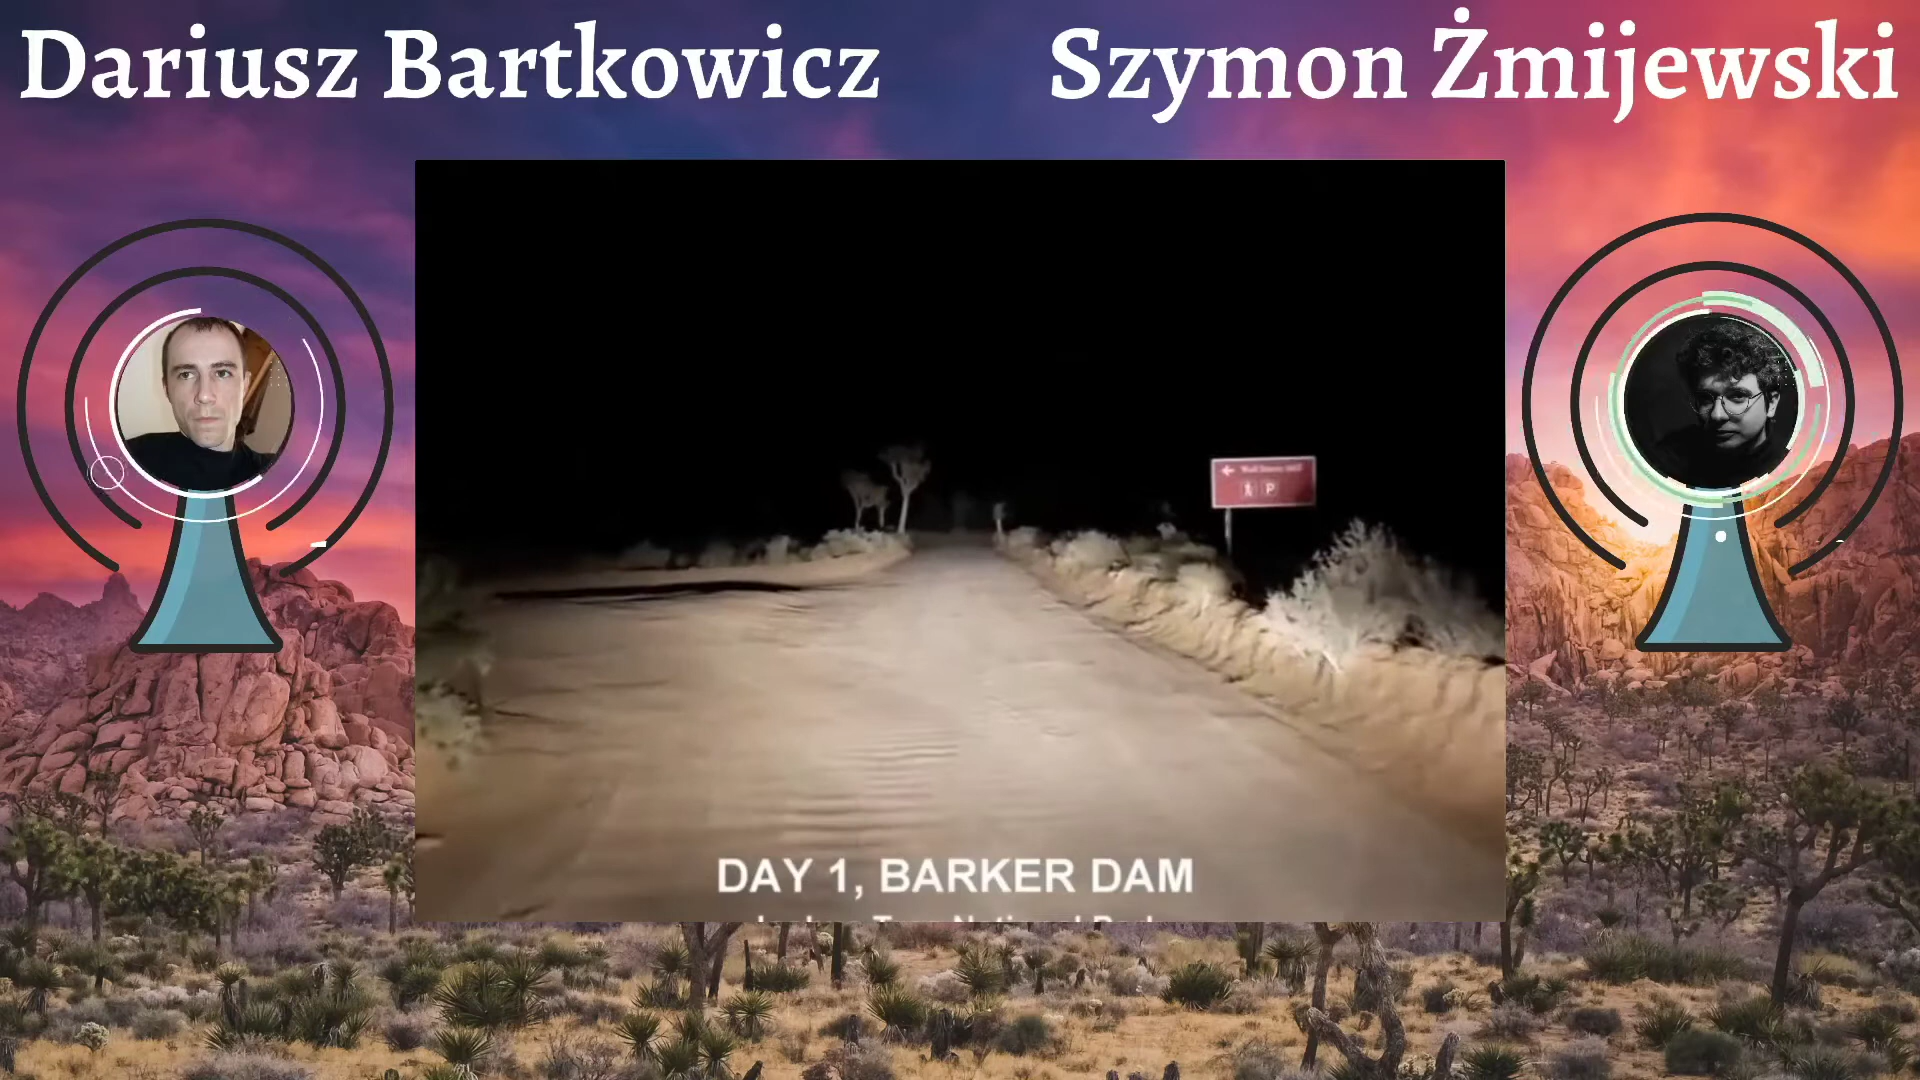 Dariusz Bartkowicz
Szymon Żmijewski
P
DAY 1, BARKER DAM